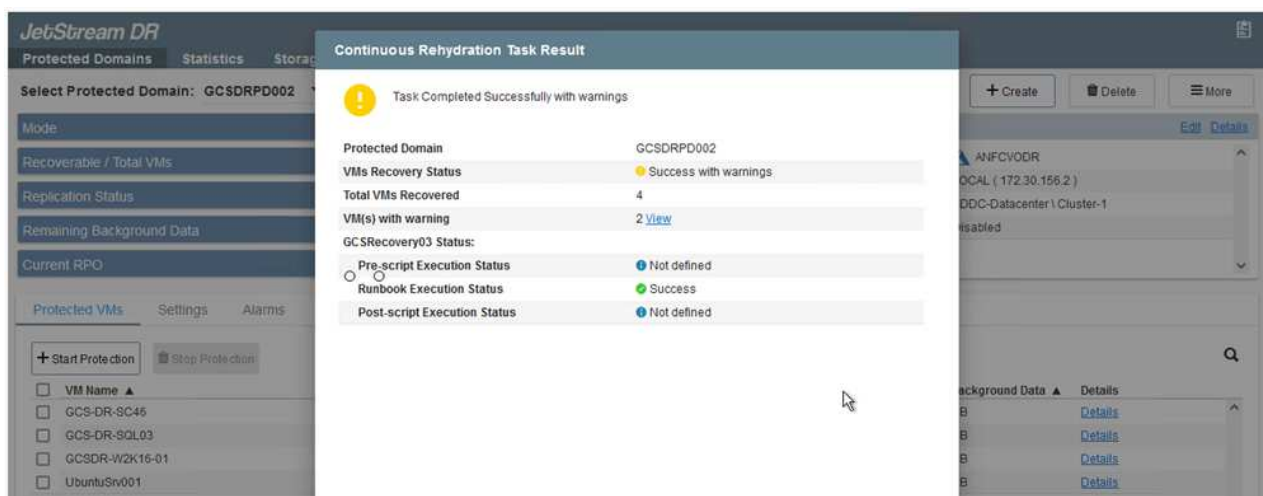 JetStream DR
Protected Domains Statistics Storag
Select Protected Domain: GCSDRPD002
+ Create Delete More
Mode
Edit Details
Recoverable / Total VMs
ANFCVODR
OCAL ( 172.30.156.2 )
Replication Status
DDC-Datacenter \ Cluster-1
Remaining Background Data
isabled
Current RPO
Continuous Rehydration Task Result
Task Completed Successfully with warnings
Protected Domain GCSDRPD002
VMs Recovery Status Success with warnings
Total VMs Recovered 4
VM(s) with warning 2 View
GCSRecovery03 Status:
Pre-script Execution Status Not defined
Runbook Execution Status Success
Post-script Execution Status Not defined
Protected VMs Settings Alarms
+ Start Protection Stop Protection
VM Name ▲ ackground Data ▲ Details
GCS-DR-SC46 B Details
GCS-DR-SQL03 B Details
GCSDR-W2K16-01 B Details
UbuntuSrv001 B Details